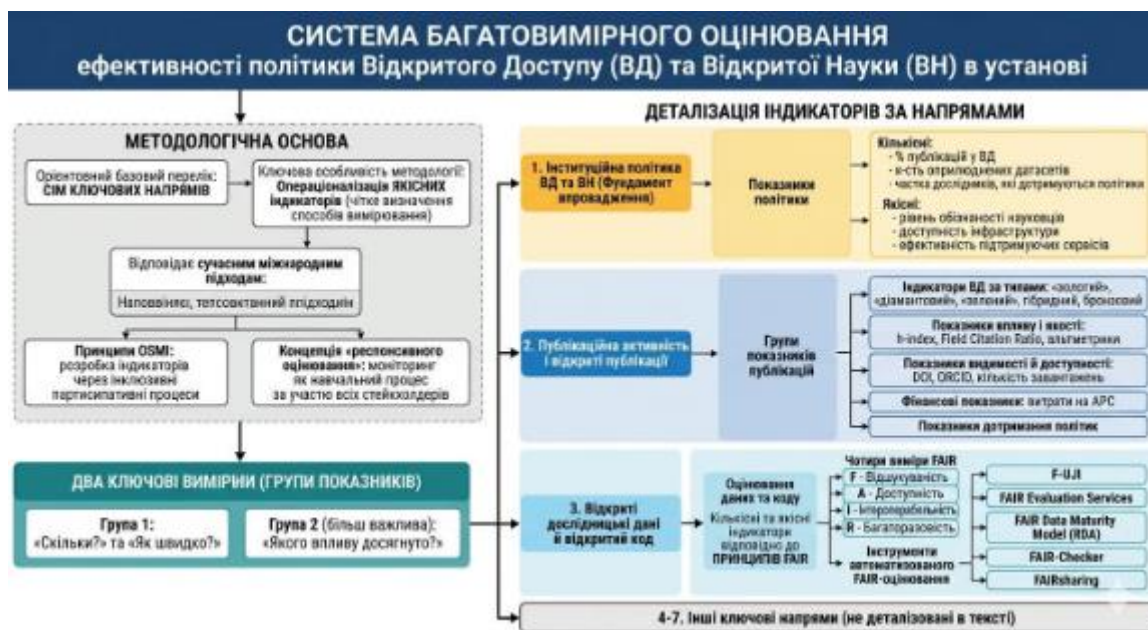 СИСТЕМА БАГАТОВИМІРНОГО ОЦІНЮВАННЯ
ефективності політики Відкритого Доступу (ВД) та Відкритої Науки (ВН) в установі
МЕТОДОЛОГІЧНА ОСНОВА
Орієнтовний базовий перелік:
СІМ КЛЮЧОВИХ НАПРЯМІВ
Ключова особливість методології:
Операціоналізація ЯКІСНИХ
індикаторів (чітке визначення
способів вимірювання)
Відповідає сучасним міжнародним
підходам:
Принципи OSMI:
розробка індикаторів
через інклюзивні
партисипативні процеси
Концепція «респонсивного
оцінювання»: моніторинг
як навчальний процес
за участю всіх стейкхолдерів
ДВА КЛЮЧОВІ ВИМІРИ (ГРУПИ ПОКАЗНИКІВ)
Група 1:
«Скільки?» та «Як швидко?»
Група 2 (більш важлива):
«Якого впливу досягнуто?»
ДЕТАЛІЗАЦІЯ ІНДИКАТОРІВ ЗА НАПРЯМАМИ
1. Інституційна політика
ВД та ВН (Фундамент
впровадження)
Показники
політики
Кількісні:
- % публікацій у ВД
- к-сть оприлюднених датасетів
- частка дослідників, які дотримуються політики
Якісні:
- рівень обізнаності науковців
- доступність інфраструктури
- ефективність підтримуючих сервісів
2. Публікаційна активність
і відкриті публікації
Групи
показників
публікацій
Індикатори ВД за типами: «золотий»,
«діамантовий», «зелений», гібридний, бронзовий
Показники впливу і якості:
h-index, Field Citation Ratio, альтметрики
Показники видимості й доступності:
DOI, ORCID, кількість завантажень
Фінансові показники: витрати на APC
Показники дотримання політик
3. Відкриті
дослідницькі дані
й відкритий код
Оцінювання
даних та коду
Кількісні та якісні
індикатори
відповідно до
ПРИНЦИПІВ FAIR
Чотири виміри FAIR
F - Відшукуваність
A - Доступність
I - Інтероперабільність
R - Багаторазовість
Інструменти
автоматизованого
FAIR-оцінювання
F-UJI
FAIR Evaluation Services
FAIR Data Maturity
Model (RDA)
FAIR-Checker
FAIRsharing
4-7. Інші ключові напрями (не деталізовані в тексті)